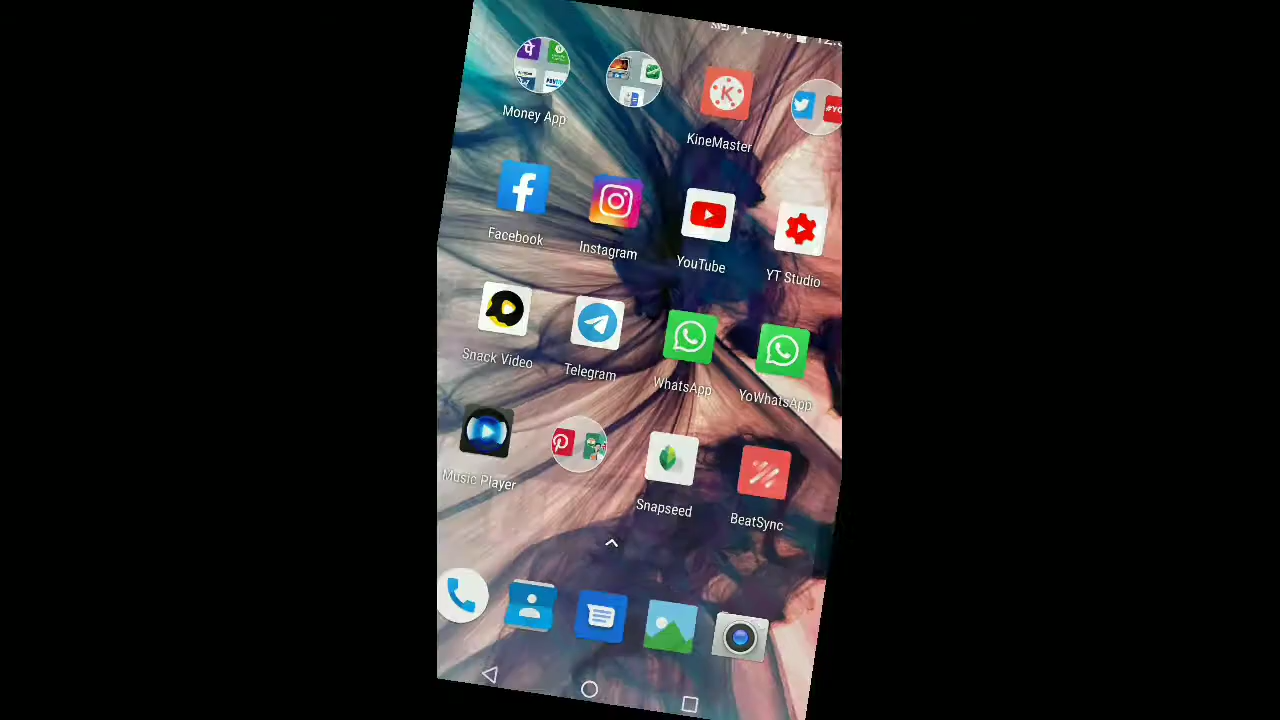 Money App
KineMaster
Facebook
Instagram
YouTube
YT Studio
Snack Video
Telegram
WhatsApp
YoWhatsApp
Music Player
Snapseed
BeatSync